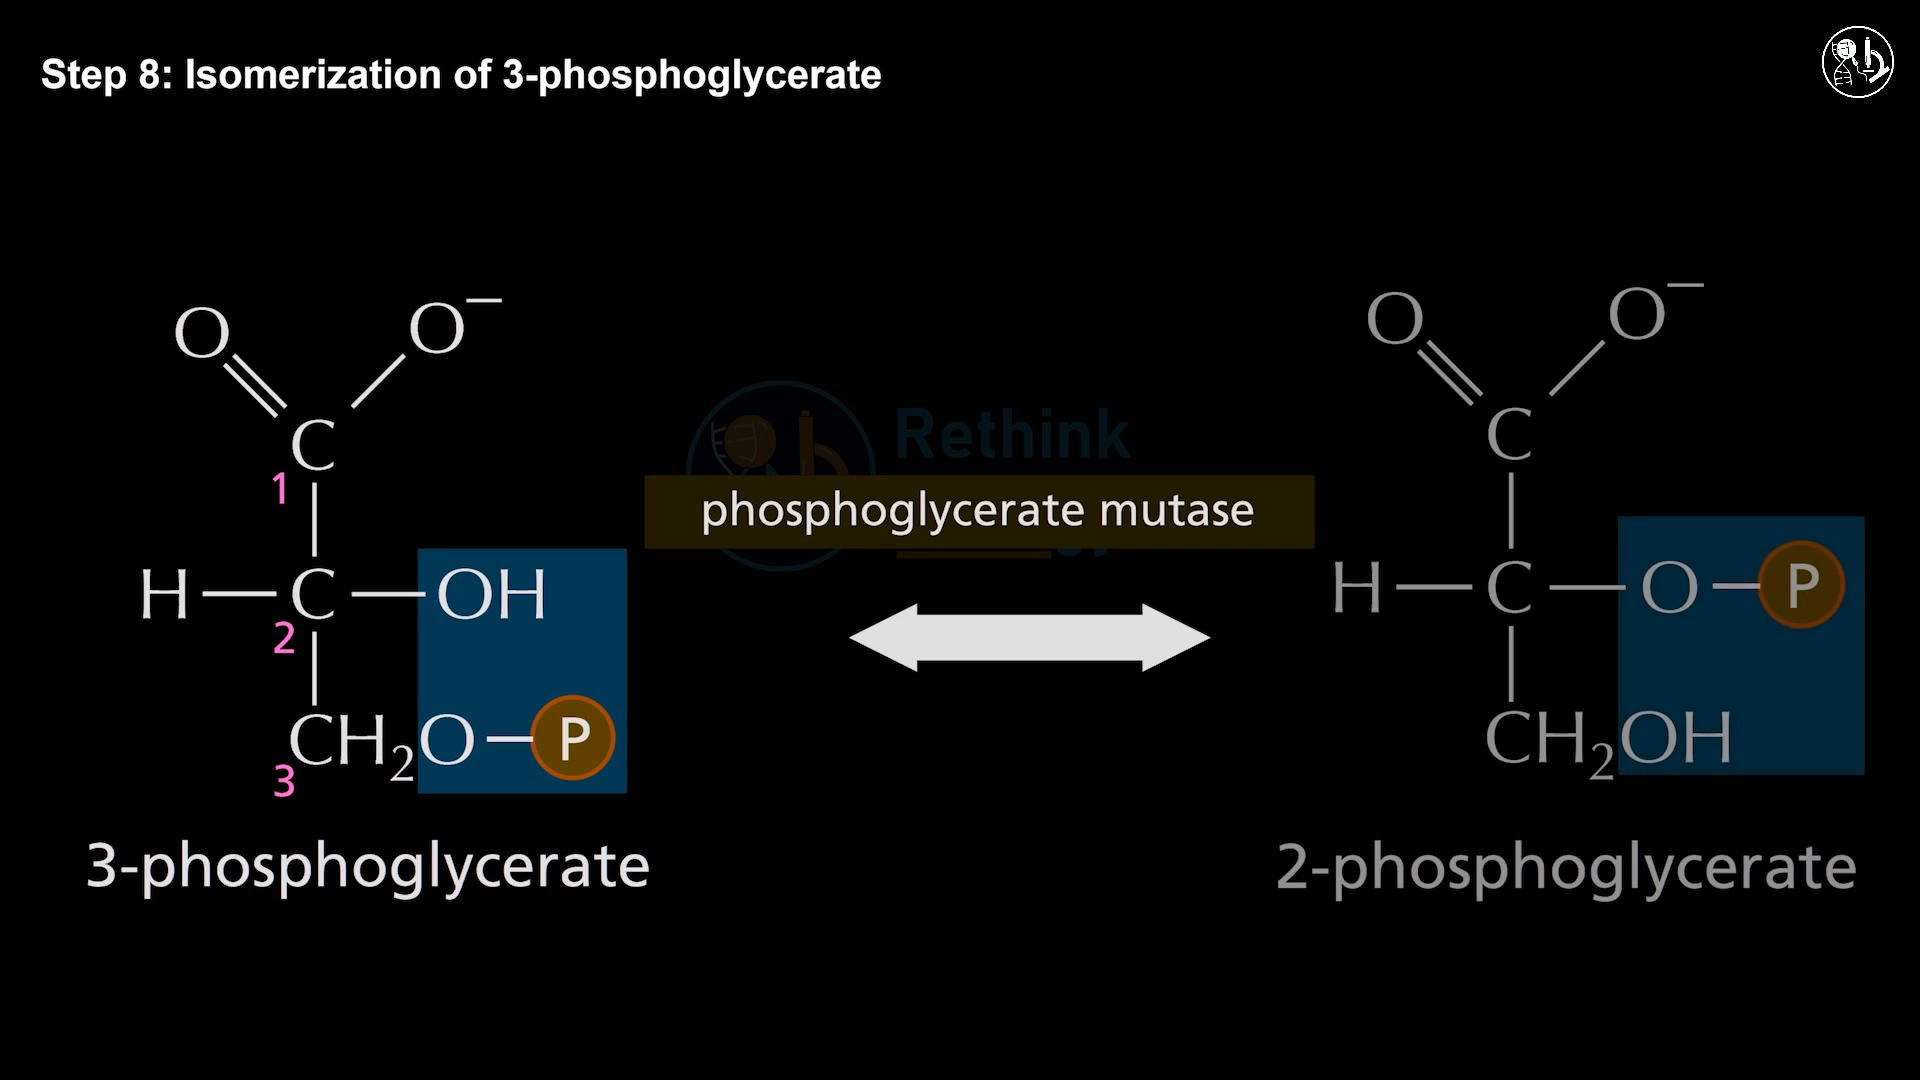 Step 8: Isomerization of 3-phosphoglycerate
O O⁻
C
1
H C OH
2
CH₂O P
3
3-phosphoglycerate
Rethink
phosphoglycerate mutase
O O⁻
C
H C O P
CH₂OH
2-phosphoglycerate